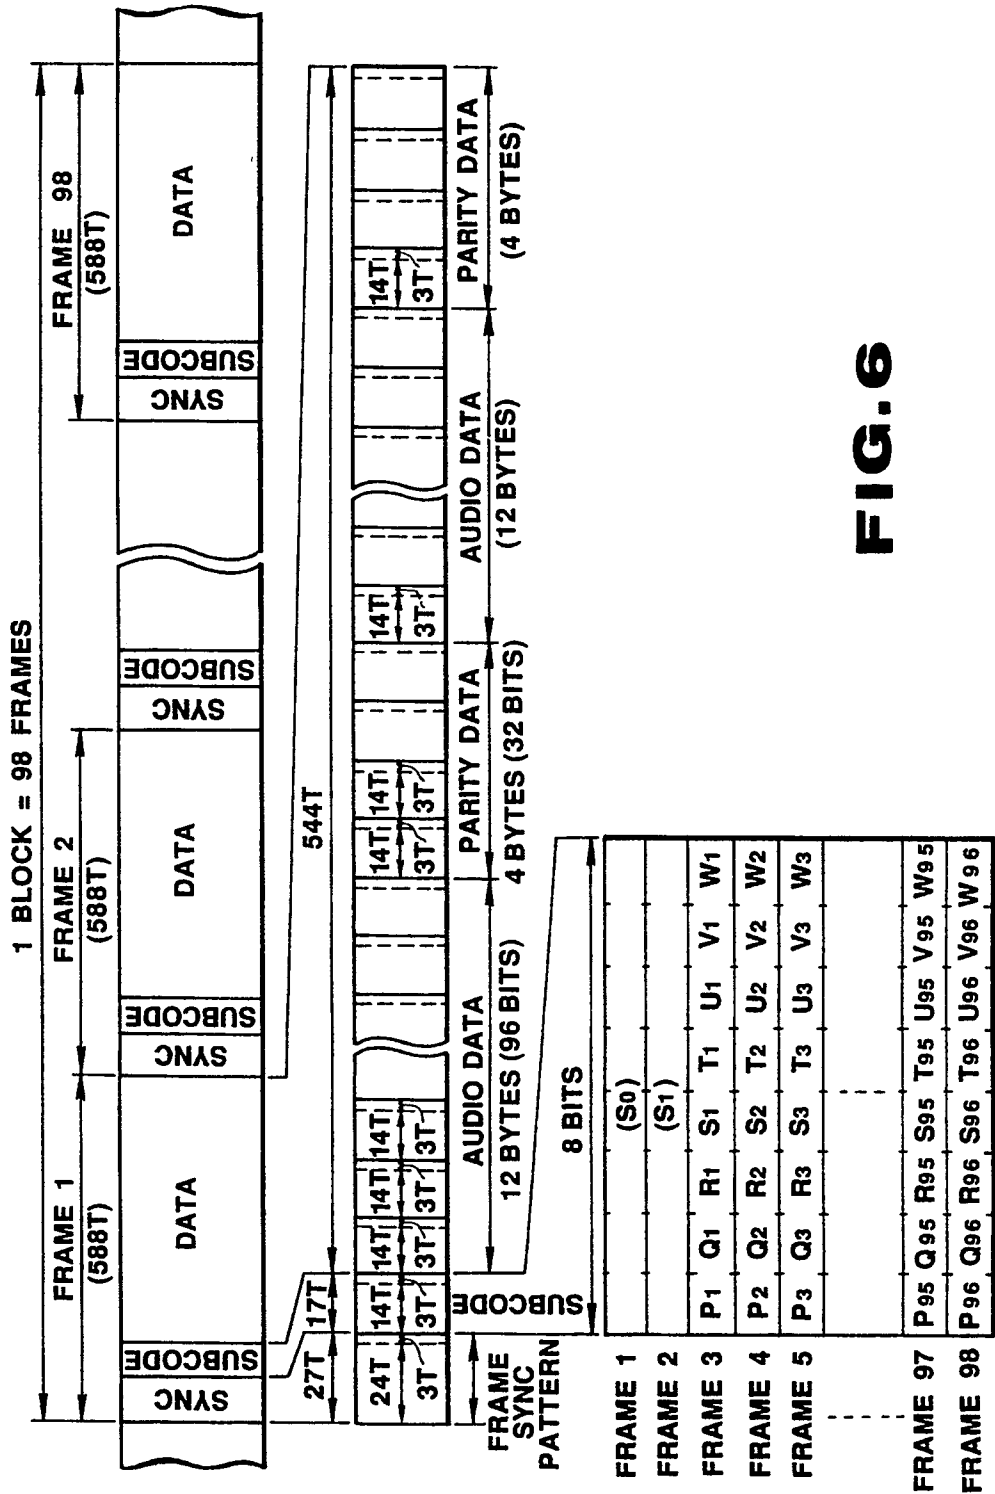 1 BLOCK = 98 FRAMES
FRAME 1
(588T)
FRAME 2
(588T)
FRAME 98
(588T)
SYNC
SUBCODE
DATA
SYNC
SUBCODE
DATA
SYNC
SUBCODE
SYNC
SUBCODE
DATA
27T
17T
544T
24T
3T
14T
3T
14T
3T
14T
3T
14T
3T
14T
3T
14T
3T
14T
3T
14T
3T
FRAME
SYNC
PATTERN
SUBCODE
AUDIO DATA
12 BYTES (96 BITS)
PARITY DATA
4 BYTES (32 BITS)
AUDIO DATA
(12 BYTES)
PARITY DATA
(4 BYTES)
8 BITS
FRAME 1 (S0)
FRAME 2 (S1)
FRAME 3 P1 Q1 R1 S1 T1 U1 V1 W1
FRAME 4 P2 Q2 R2 S2 T2 U2 V2 W2
FRAME 5 P3 Q3 R3 S3 T3 U3 V3 W3
FRAME 97 P95 Q95 R95 S95 T95 U95 V95 W95
FRAME 98 P96 Q96 R96 S96 T96 U96 V96 W96
FIG.6